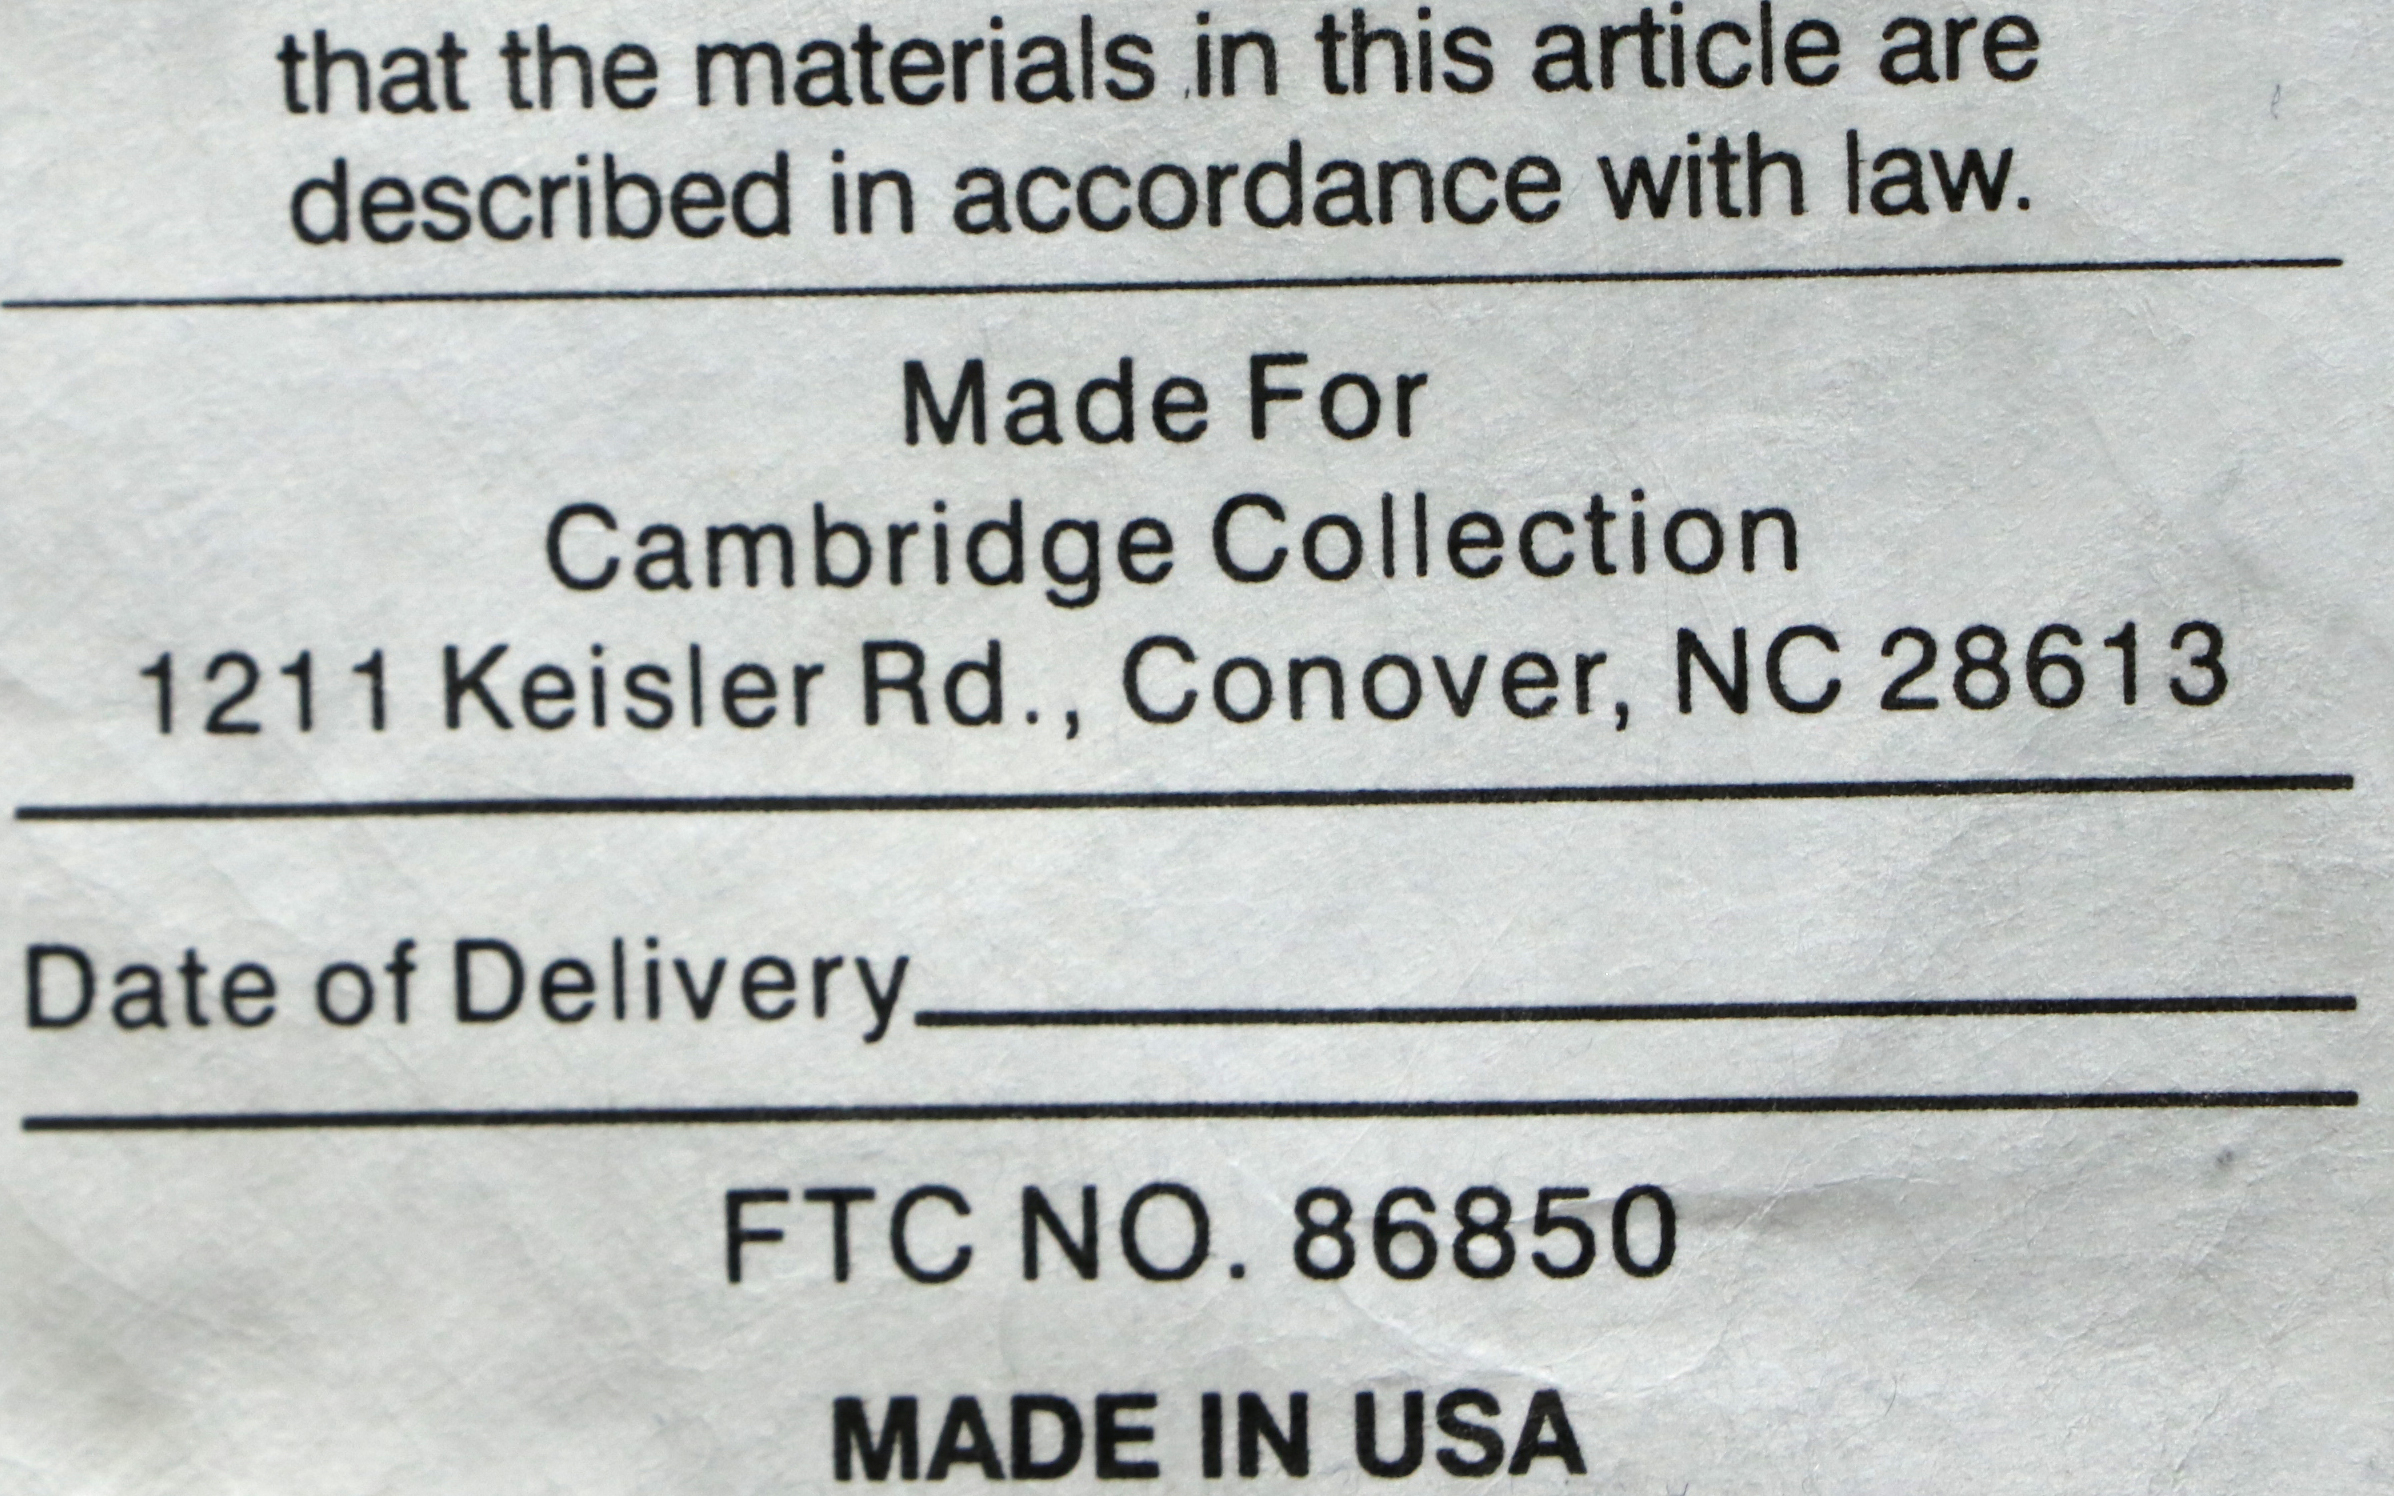 that the materials in this article are
described in accordance with law.
Made For
Cambridge Collection
1211 Keisler Rd., Conover, NC 28613
Date of Delivery
FTC NO. 86850
MADE IN USA